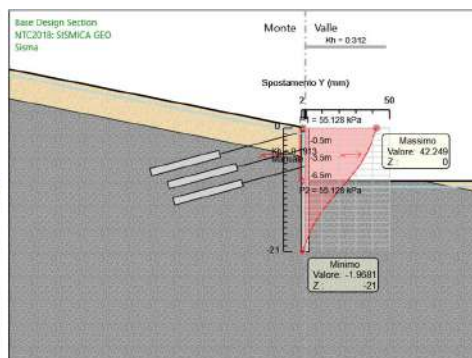 Base Design Section
NTC2018: SISMICA GEO
Sisma
Monte
Valle
Kh = 0.312
Spostamento Y (mm)
2
50
= 55.128 kPa
0
-0.5m
-3.5m
-6.5m
P2 = 55.128 kPa
-21
Massimo
Valore: 42.249
Z : 0
Minimo
Valore: -1.9681
Z : -21